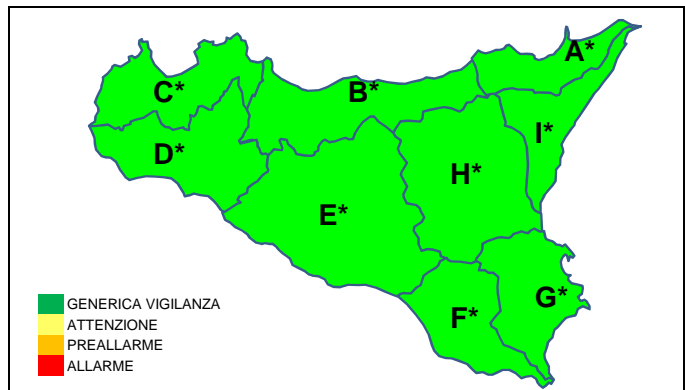 A*
C*
B*
I*
D*
H*
E*
G*
F*
GENERICA VIGILANZA
ATTENZIONE
PREALLARME
ALLARME